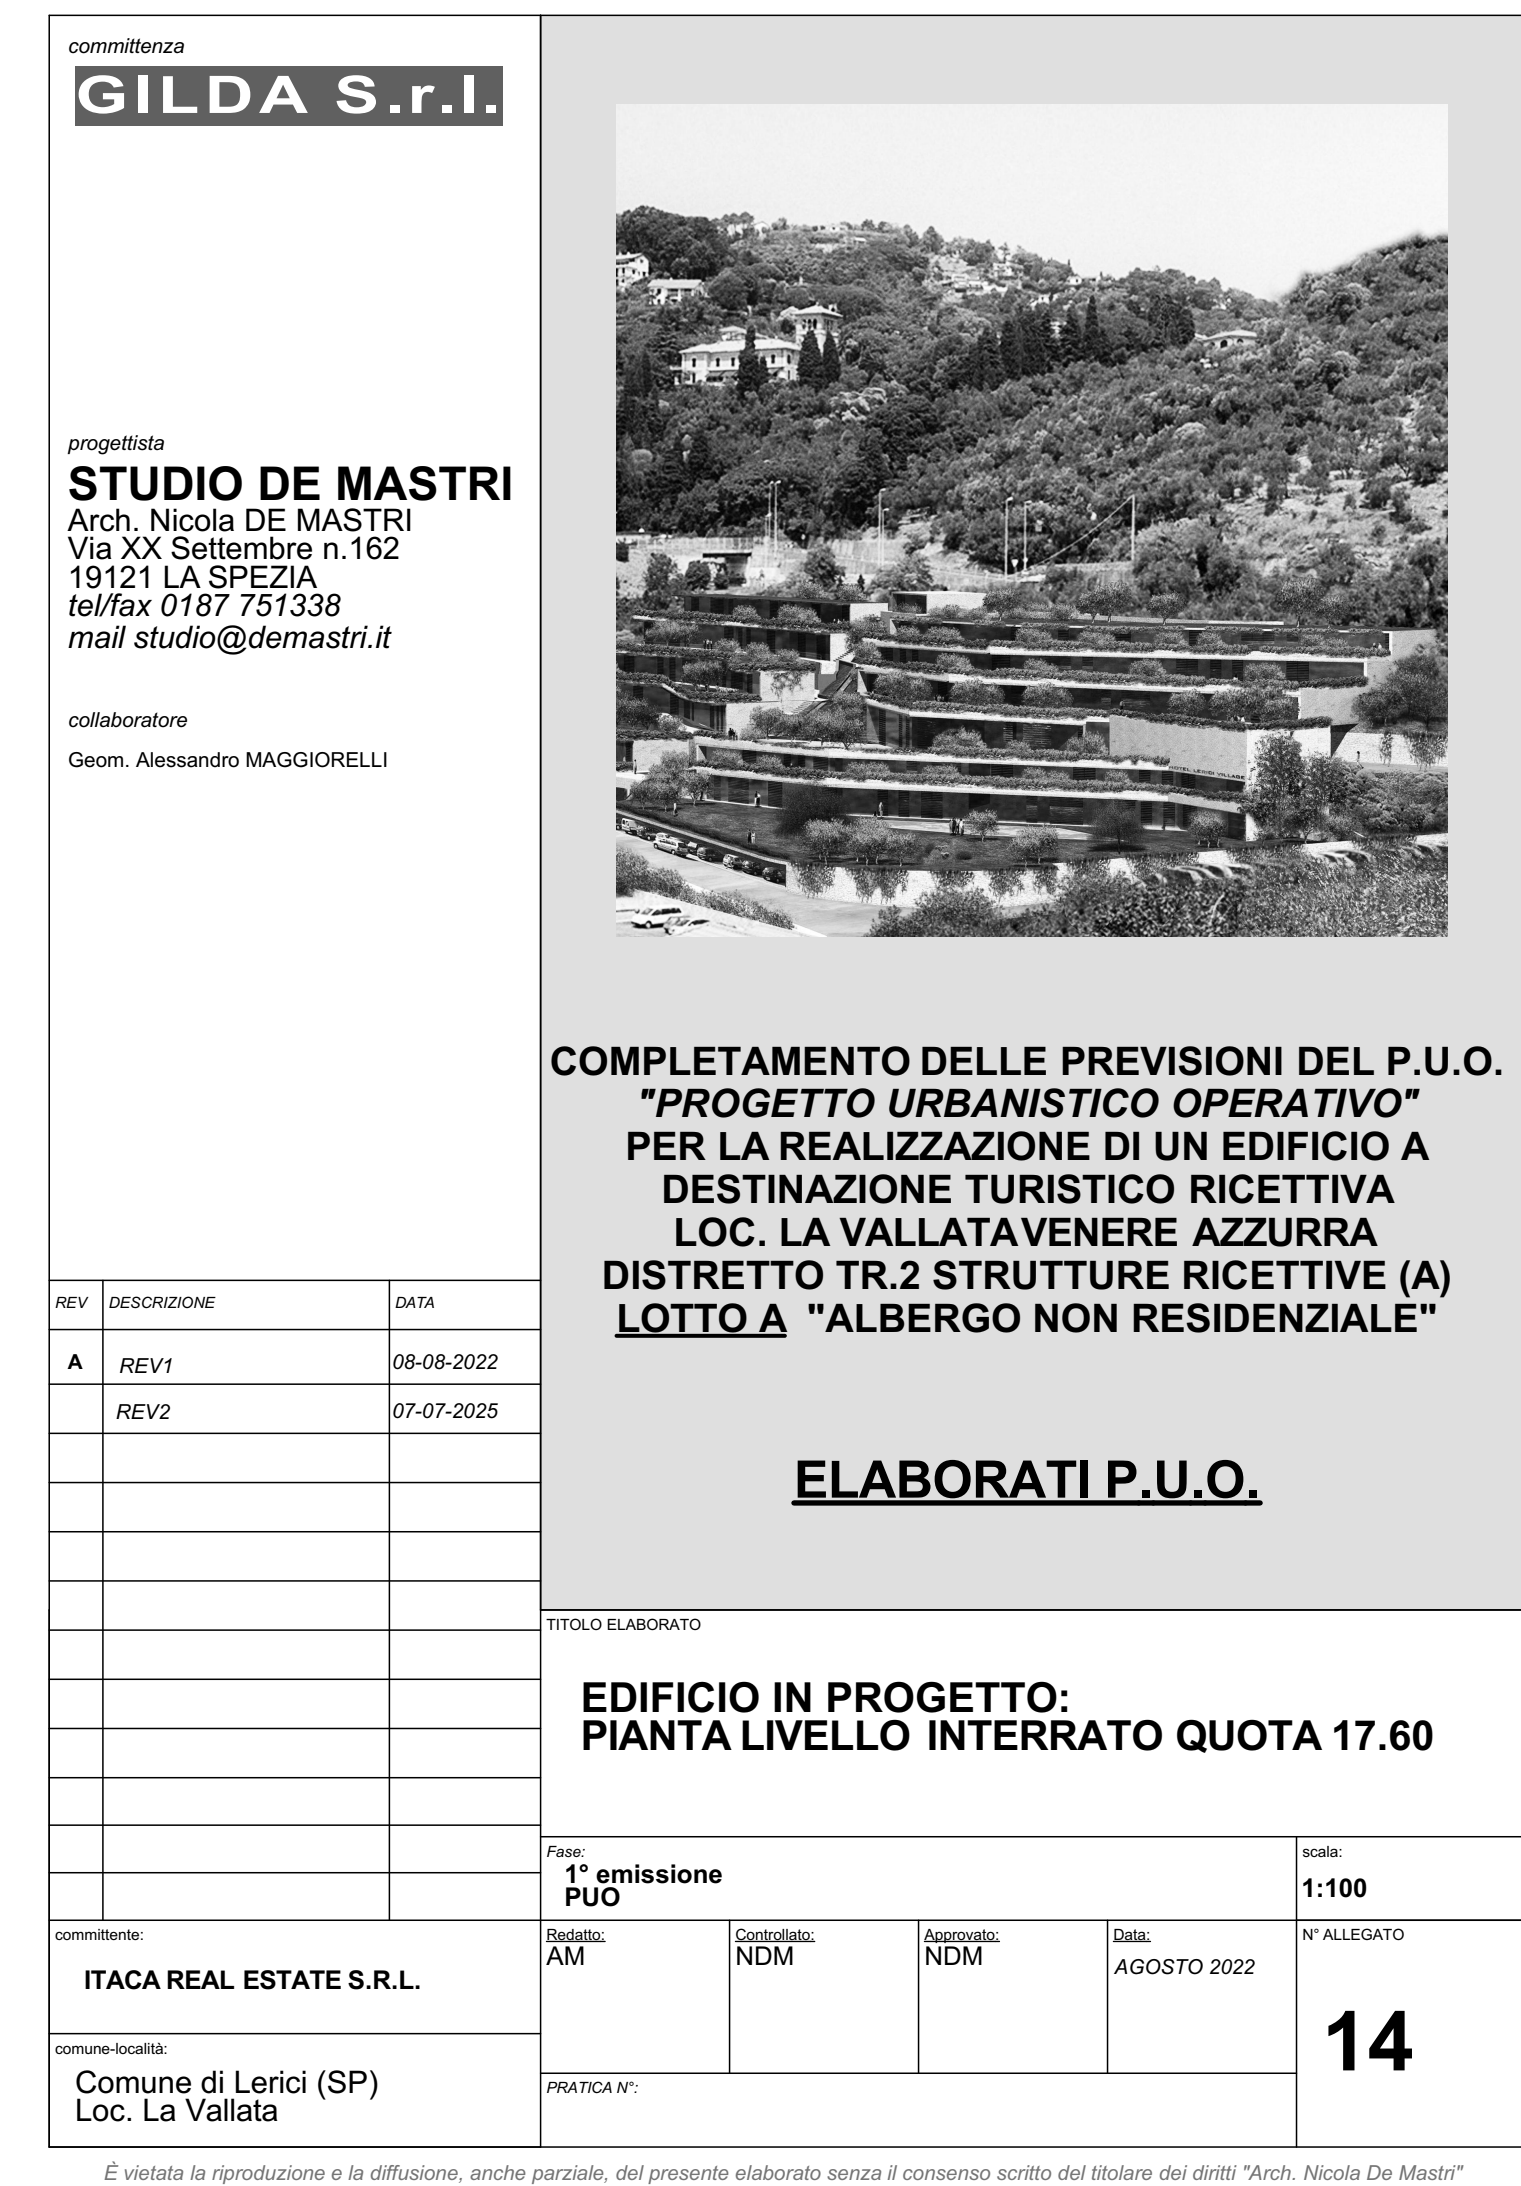 committenza
GILDA S.r.l.
progettista
STUDIO DE MASTRI
Arch. Nicola DE MASTRI
Via XX Settembre n.162
19121 LA SPEZIA
tel/fax 0187 751338
mail studio@demastri.it
collaboratore
Geom. Alessandro MAGGIORELLI
HOTEL LERICI VILLAGE
COMPLETAMENTO DELLE PREVISIONI DEL P.U.O.
"PROGETTO URBANISTICO OPERATIVO"
PER LA REALIZZAZIONE DI UN EDIFICIO A
DESTINAZIONE TURISTICO RICETTIVA
LOC. LA VALLATAVENERE AZZURRA
DISTRETTO TR.2 STRUTTURE RICETTIVE (A)
LOTTO A "ALBERGO NON RESIDENZIALE"
ELABORATI P.U.O.
REV DESCRIZIONE DATA
A REV1 08-08-2022
REV2 07-07-2025
TITOLO ELABORATO
EDIFICIO IN PROGETTO:
PIANTA LIVELLO INTERRATO QUOTA 17.60
Fase:
1° emissione
PUO
scala:
1:100
committente:
ITACA REAL ESTATE S.R.L.
Redatto:
AM
Controllato:
NDM
Approvato:
NDM
Data:
AGOSTO 2022
N° ALLEGATO
14
comune-località:
Comune di Lerici (SP)
Loc. La Vallata
PRATICA N°:
È vietata la riproduzione e la diffusione, anche parziale, del presente elaborato senza il consenso scritto del titolare dei diritti "Arch. Nicola De Mastri"